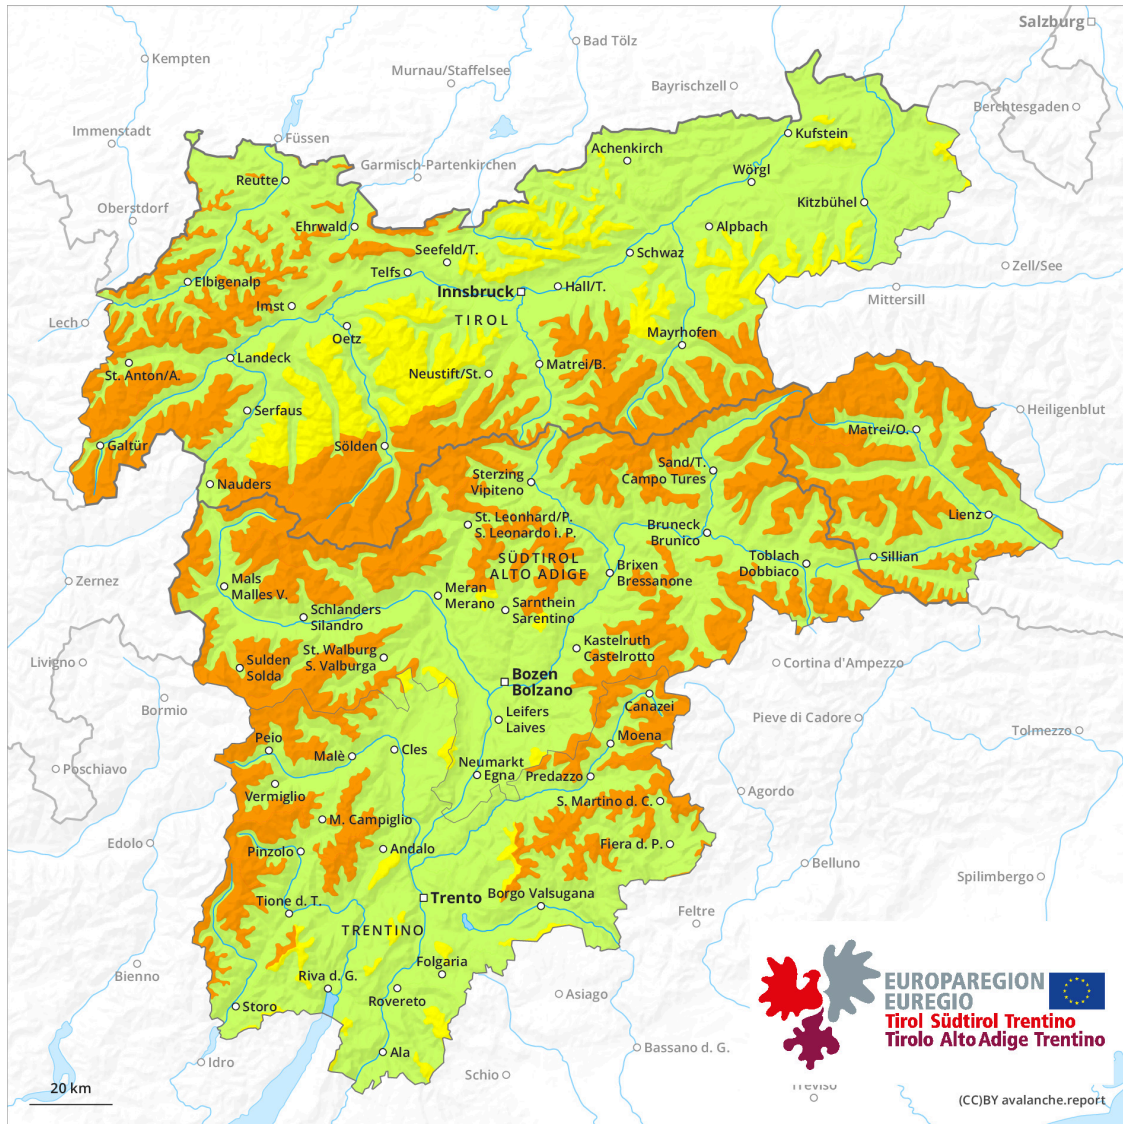 Salzburg
Bad Tölz
Kempten
Murnau/Staffelsee
Bayrischzell
Berchtesgaden
Immenstadt
Füssen
Kufstein
Achenkirch
Garmisch-Partenkirchen
Wörgl
Reutte
Oberstdorf
Kitzbühel
Ehrwald
Alpbach
Seefeld/T.
Schwaz
Zell/See
Telfs
Elbigenalp
Hall/T.
Innsbruck
Mittersill
Imst
Lech
TIROL
Oetz
Mayrhofen
Landeck
Matrei/B.
St. Anton/A.
Neustift/St.
Serfaus
Heiligenblut
Matrei/O.
Galtür
Sölden
Sand/T.
Campo Tures
Sterzing
Vipiteno
Nauders
Lienz
St. Leonhard/P.
S. Leonardo i. P.
Bruneck
Brunico
SÜDTIROL
ALTO ADIGE
Toblach
Dobbiaco
Sillian
Brixen
Bressanone
Zernez
Mals
Malles V.
Meran
Merano
Sarnthein
Sarentino
Schlanders
Silandro
Kastelruth
Castelrotto
St. Walburg
S. Valburga
Livigno
Sulden
Solda
Cortina d'Ampezzo
Bozen
Bolzano
Canazei
Bormio
Leifers
Laives
Pieve di Cadore
Tolmezzo
Moena
Peio
Cles
Malè
Neumarkt
Egna
Poschiavo
Predazzo
Vermiglio
Agordo
S. Martino d. C.
M. Campiglio
Edolo
Pinzolo
Andalo
Fiera d. P.
Belluno
Spilimbergo
Borgo Valsugana
Trento
Tione d. T.
Feltre
TRENTINO
Folgaria
Bienno
Riva d. G.
Rovereto
Asiago
Storo
EUROPAREGION
EUREGIO
Tirol Südtirol Trentino
Tirolo Alto Adige Trentino
Ala
Bassano d. G.
Idro
Schio
Treviso
20 km
(CC)BY avalanche.report